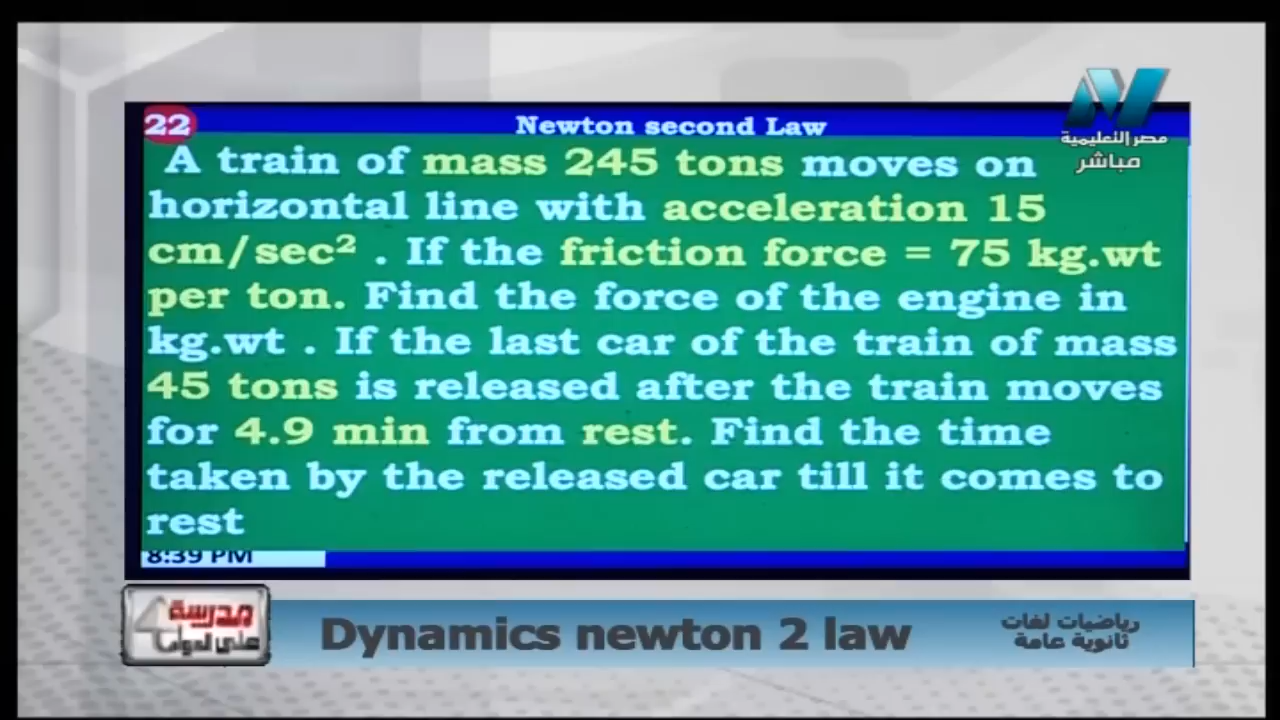 22
Newton second Law
مصر التعليمية
مباشر
A train of mass 245 tons moves on
horizontal line with acceleration 15
cm/sec² . If the friction force = 75 kg.wt
per ton. Find the force of the engine in
kg.wt . If the last car of the train of mass
45 tons is released after the train moves
for 4.9 min from rest. Find the time
taken by the released car till it comes to
rest
8:39 PM
مدرسة
على الهواء
Dynamics newton 2 law
رياضيات لغات
ثانوية عامة